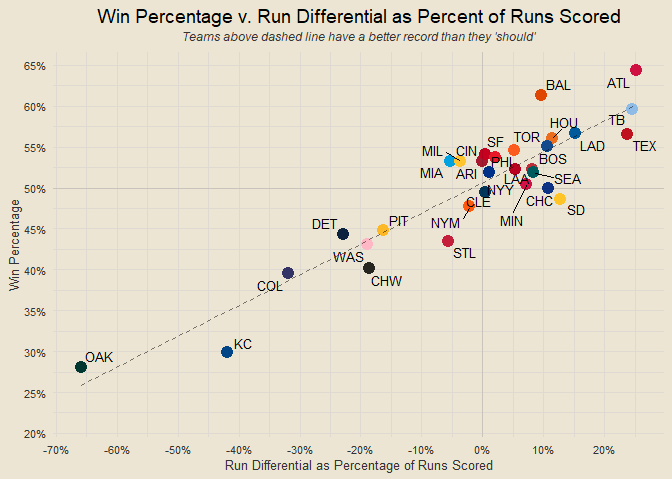 Win Percentage v. Run Differential as Percent of Runs Scored
Teams above dashed line have a better record than they 'should'
Win Percentage
65%
60%
55%
50%
45%
40%
35%
30%
25%
20%
ATL
BAL
TB
HOU
TEX
TOR
LAD
SF
MIL
CIN
PHI
BOS
MIA
ARI
LAA
SEA
NYY
CHC
CLE
SD
NYM
MIN
PIT
DET
STL
WAS
CHW
COL
KC
OAK
-70%
-60%
-50%
-40%
-30%
-20%
-10%
0%
10%
20%
Run Differential as Percentage of Runs Scored